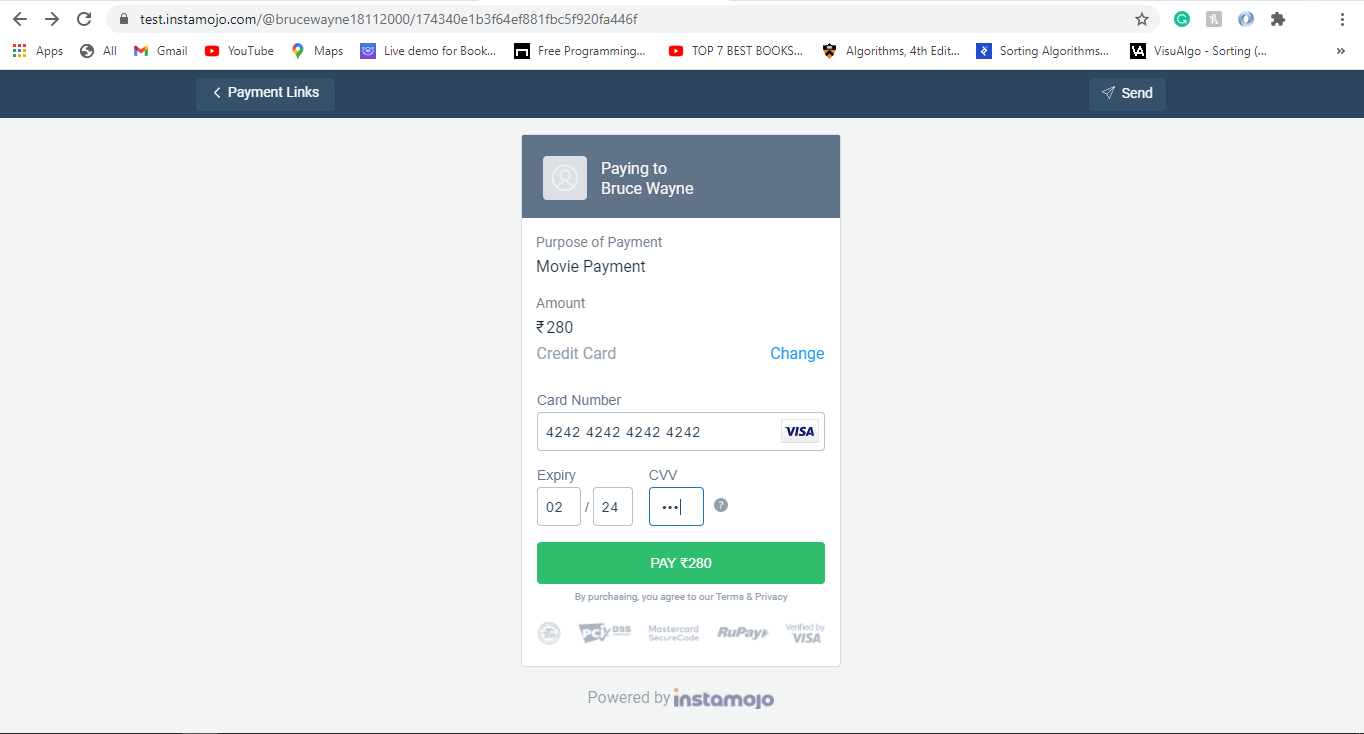 test.instamojo.com/@brucewayne18112000/174340e1b3f64ef881fbc5f920fa446f
Apps All Gmail YouTube Maps Live demo for Book... Free Programming... TOP 7 BEST BOOKS... Algorithms, 4th Edit... Sorting Algorithms... VisuAlgo - Sorting (... »
Payment Links Send
Paying to
Bruce Wayne
Purpose of Payment
Movie Payment
Amount
₹280
Credit Card Change
Card Number
4242 4242 4242 4242 VISA
Expiry CVV
02 / 24 ••• ?
PAY ₹280
By purchasing, you agree to our Terms & Privacy
PCI DSS Mastercard SecureCode RuPay Verified by VISA
Powered by instamojo